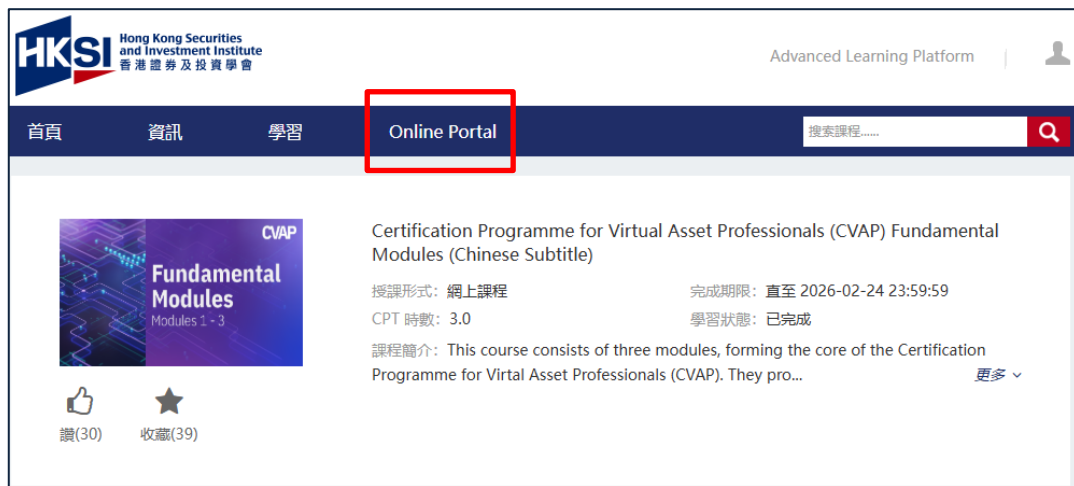 HKSI
Hong Kong Securities
and Investment Institute
香港證券及投資學會
Advanced Learning Platform
首頁 資訊 學習 Online Portal 搜索課程......
CVAP
Fundamental
Modules
Modules 1 - 3
讚(30) 收藏(39)
Certification Programme for Virtual Asset Professionals (CVAP) Fundamental
Modules (Chinese Subtitle)
授課形式: 網上課程 完成期限: 直至 2026-02-24 23:59:59
CPT 時數: 3.0 學習狀態: 已完成
課程簡介: This course consists of three modules, forming the core of the Certification
Programme for Virtal Asset Professionals (CVAP). They pro... 更多